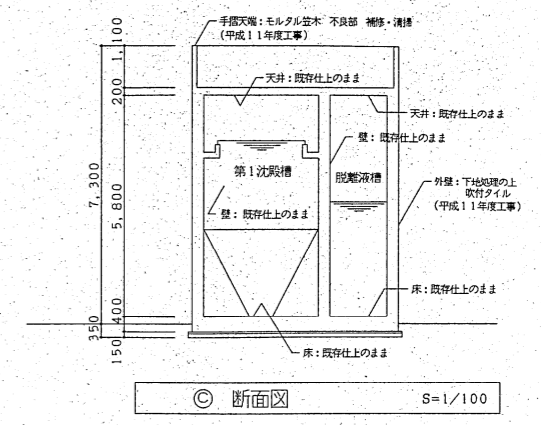 手摺天端：モルタル笠木 不良部 補修・清掃
（平成11年度工事）
天井：既存仕上のまま
天井：既存仕上のまま
壁：既存仕上のまま
第1沈殿槽
脱離液槽
外壁：下地処理の上
吹付タイル
（平成11年度工事）
壁：既存仕上のまま
床：既存仕上のまま
床：既存仕上のまま
1,100
200
7,300
5,800
400
350
150
Ⓒ 断面図 S=1/100